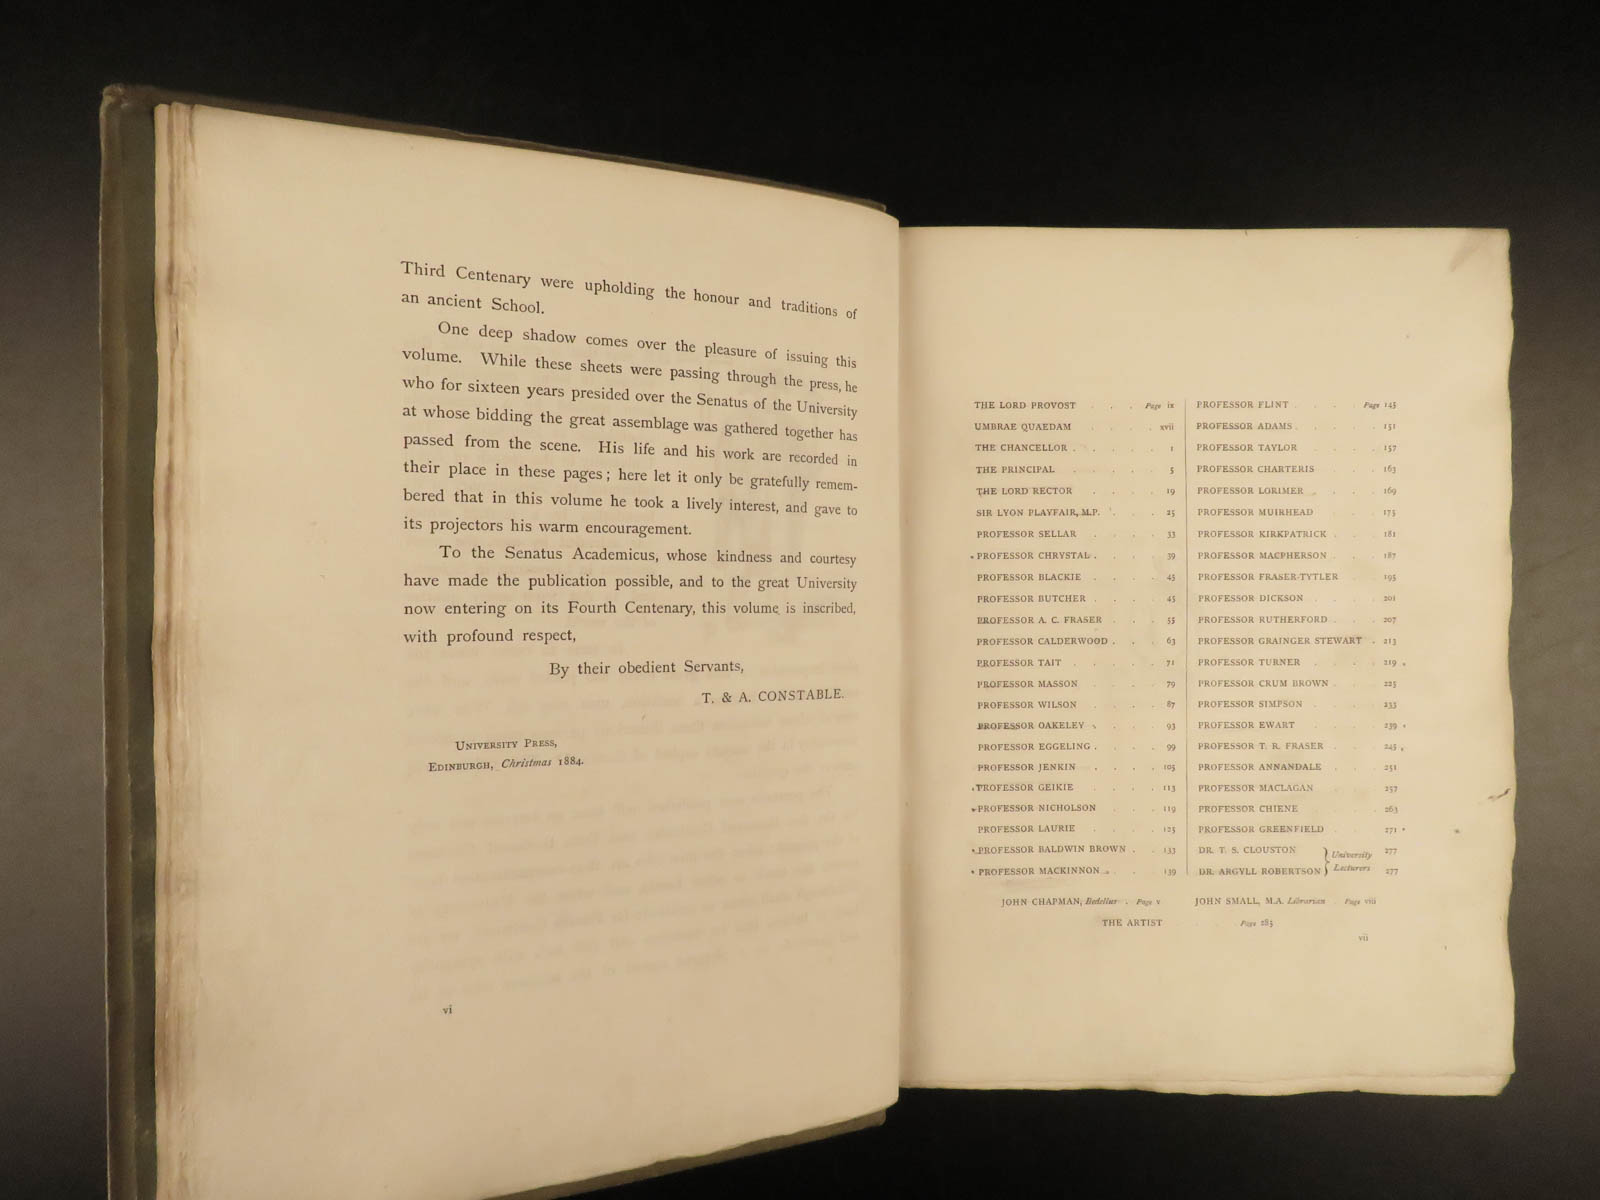 Third Centenary were upholding the honour and traditions of
an ancient School.
One deep shadow comes over the pleasure of issuing this
volume. While these sheets were passing through the press, he
who for sixteen years presided over the Senatus of the University
at whose bidding the great assemblage was gathered together has
passed from the scene. His life and his work are recorded in
their place in these pages; here let it only be gratefully remem-
bered that in this volume he took a lively interest, and gave to
its projectors his warm encouragement.
To the Senatus Academicus, whose kindness and courtesy
have made the publication possible, and to the great University
now entering on its Fourth Centenary, this volume is inscribed,
with profound respect,
By their obedient Servants,
T. & A. CONSTABLE.
UNIVERSITY PRESS,
EDINBURGH, Christmas 1884.
vi
THE LORD PROVOST . . . Page ix
UMBRAE QUAEDAM . . . . xvii
THE CHANCELLOR . . . . . 1
THE PRINCIPAL . . . . . 5
THE LORD RECTOR . . . . 19
SIR LYON PLAYFAIR, M.P. . . . 25
PROFESSOR SELLAR . . . . 33
PROFESSOR CHRYSTAL . . . . 39
PROFESSOR BLACKIE . . . . 45
PROFESSOR BUTCHER . . . . 45
PROFESSOR A. C. FRASER . . . 55
PROFESSOR CALDERWOOD . . . 63
PROFESSOR TAIT . . . . . 71
PROFESSOR MASSON . . . . 79
PROFESSOR WILSON . . . . 87
PROFESSOR OAKELEY . . . . 93
PROFESSOR EGGELING . . . . 99
PROFESSOR JENKIN . . . . 105
PROFESSOR GEIKIE . . . . 113
PROFESSOR NICHOLSON . . . 119
PROFESSOR LAURIE . . . . 125
PROFESSOR BALDWIN BROWN . . 133
PROFESSOR MACKINNON . . . 139
PROFESSOR FLINT . . . Page 145
PROFESSOR ADAMS . . . . 151
PROFESSOR TAYLOR . . . . 157
PROFESSOR CHARTERIS . . . 163
PROFESSOR LORIMER . . . . 169
PROFESSOR MUIRHEAD . . . 175
PROFESSOR KIRKPATRICK . . . 181
PROFESSOR MACPHERSON . . . 187
PROFESSOR FRASER-TYTLER . . 195
PROFESSOR DICKSON . . . . 201
PROFESSOR RUTHERFORD . . . 207
PROFESSOR GRAINGER STEWART . 213
PROFESSOR TURNER . . . . 219
PROFESSOR CRUM BROWN . . . 225
PROFESSOR SIMPSON . . . . 233
PROFESSOR EWART . . . . 239
PROFESSOR T. R. FRASER . . . 245
PROFESSOR ANNANDALE . . . 251
PROFESSOR MACLAGAN . . . 257
PROFESSOR CHIENE . . . . 263
PROFESSOR GREENFIELD . . . 271
DR. T. S. CLOUSTON } University 277
DR. ARGYLL ROBERTSON } Lecturers 277
JOHN CHAPMAN, Bedellus . Page v
JOHN SMALL, M.A. Librarian . Page viii
THE ARTIST . . . Page 285
vii